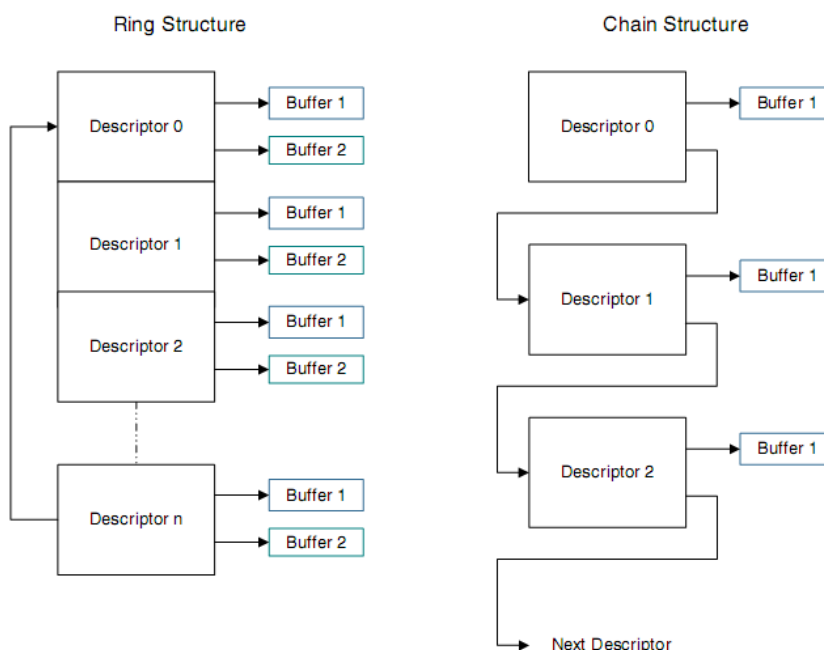 Ring Structure
Descriptor 0
Buffer 1
Buffer 2
Descriptor 1
Buffer 1
Buffer 2
Descriptor 2
Buffer 1
Buffer 2
Descriptor n
Buffer 1
Buffer 2
Chain Structure
Descriptor 0
Buffer 1
Descriptor 1
Buffer 1
Descriptor 2
Buffer 1
Next Descriptor